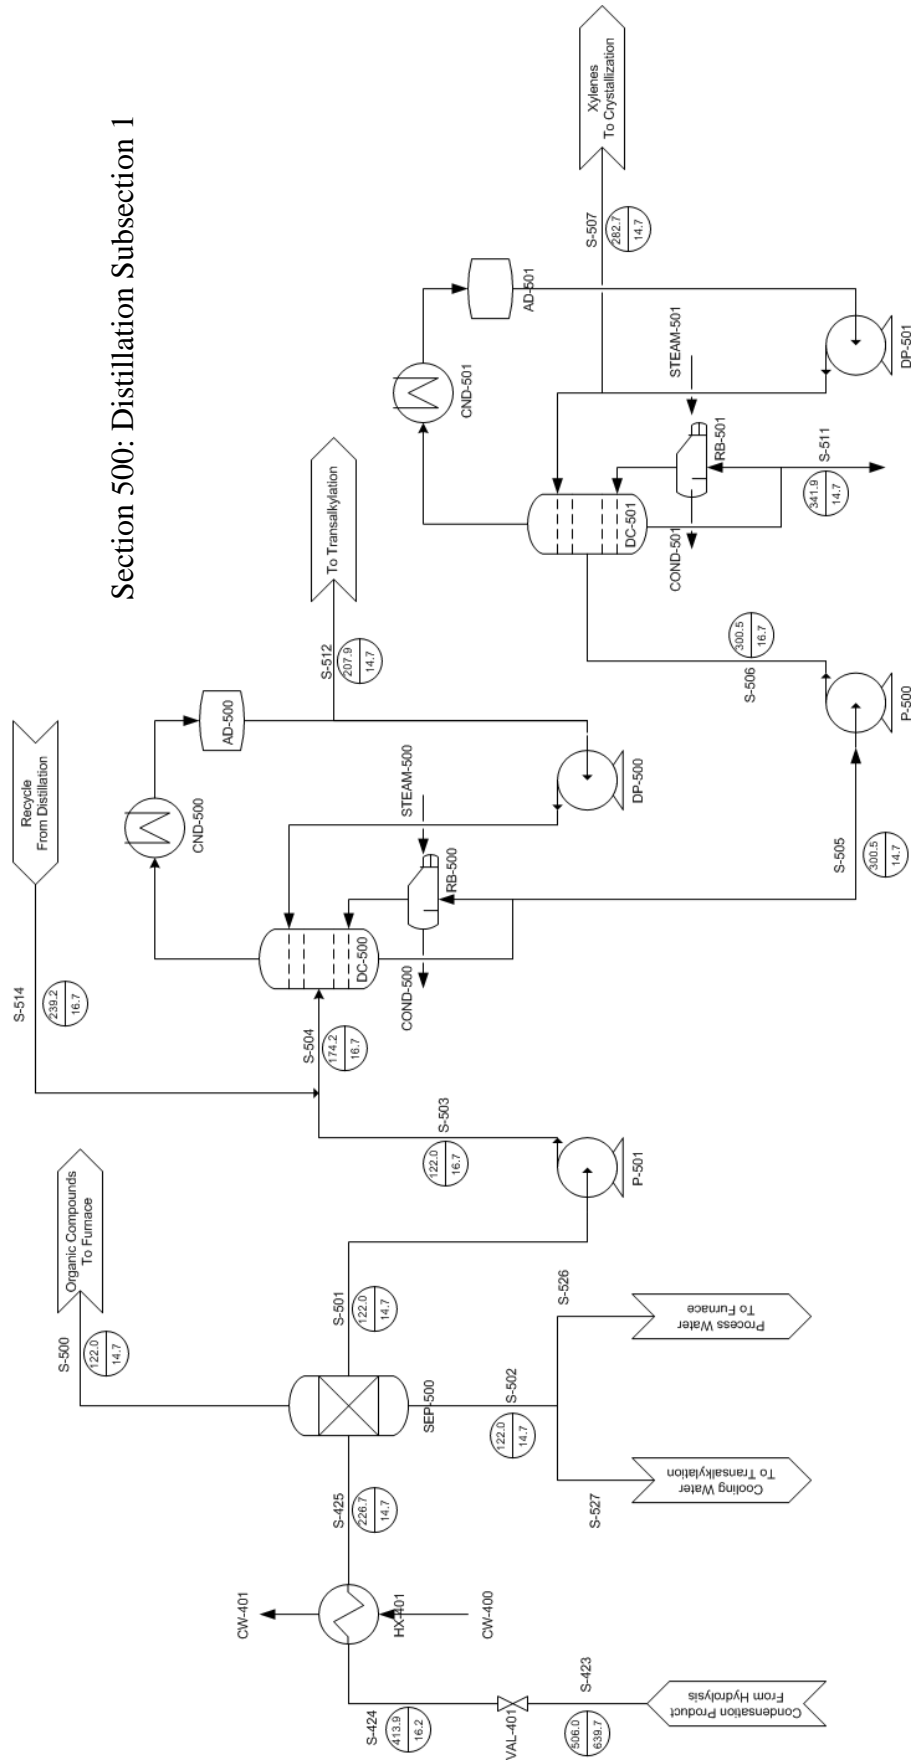 Section 500: Distillation Subsection 1
Recycle
From Distillation
S-514
239.2
16.7
Organic Compounds
To Furnace
S-500
122.0
14.7
CND-500
AD-500
S-512
207.9
14.7
To Transalkylation
CND-501
AD-501
S-507
282.7
14.7
Xylenes
To Crystallization
S-504
174.2
16.7
DC-500
STEAM-500
RB-500
COND-500
DP-500
S-503
122.0
16.7
P-501
DC-501
STEAM-501
RB-501
COND-501
S-511
341.9
14.7
DP-501
S-506
300.5
16.7
P-500
S-505
300.5
14.7
CW-401
HX-401
CW-400
S-425
226.7
14.7
SEP-500
S-501
122.0
14.7
S-502
122.0
14.7
S-526
S-527
Process Water
To Furnace
Cooling Water
To Transalkylation
S-424
413.9
16.2
VAL-401
S-423
506.0
639.7
Condensation Product
From Hydrolysis